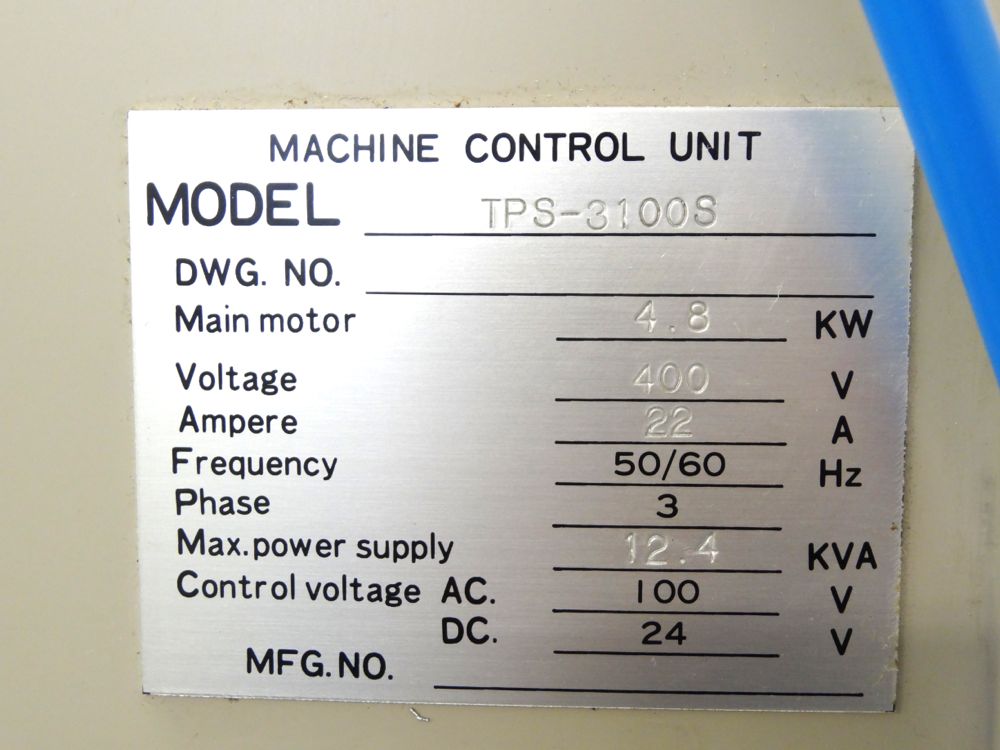 MACHINE CONTROL UNIT
MODEL TPS-3100S
DWG. NO.
Main motor 4.8 KW
Voltage 400 V
Ampere 22 A
Frequency 50/60 Hz
Phase 3
Max.power supply 12.4 KVA
Control voltage AC. 100 V
DC. 24 V
MFG.NO.